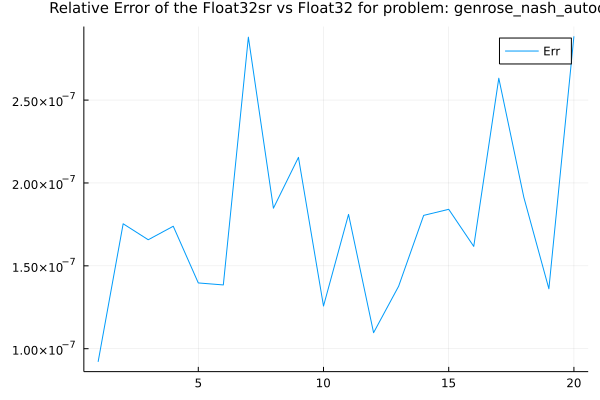 Relative Error of the Float32sr vs Float32 for problem: genrose_nash_autod
Err
2.50×10⁻⁷
2.00×10⁻⁷
1.50×10⁻⁷
1.00×10⁻⁷
5 10 15 20